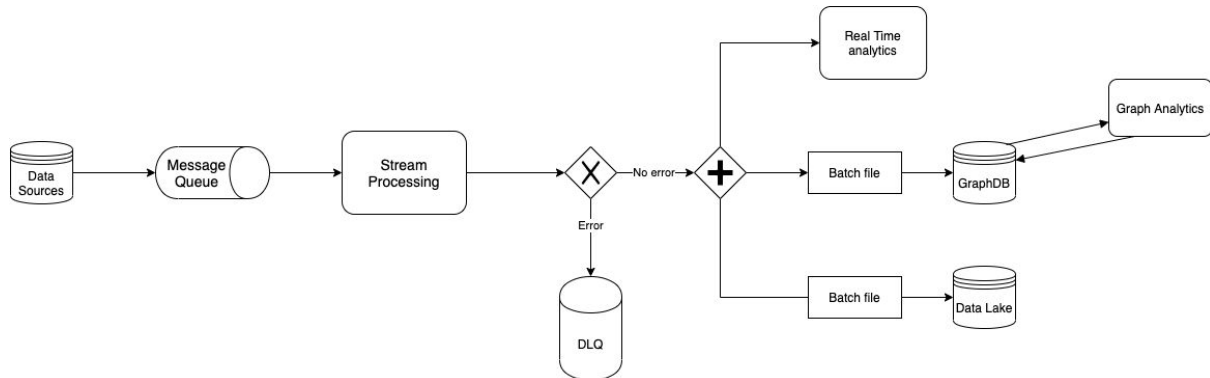 Real Time
analytics
Graph Analytics
Data
Sources
Message
Queue
Stream
Processing
No error
Batch file
GraphDB
Error
DLQ
Batch file
Data Lake